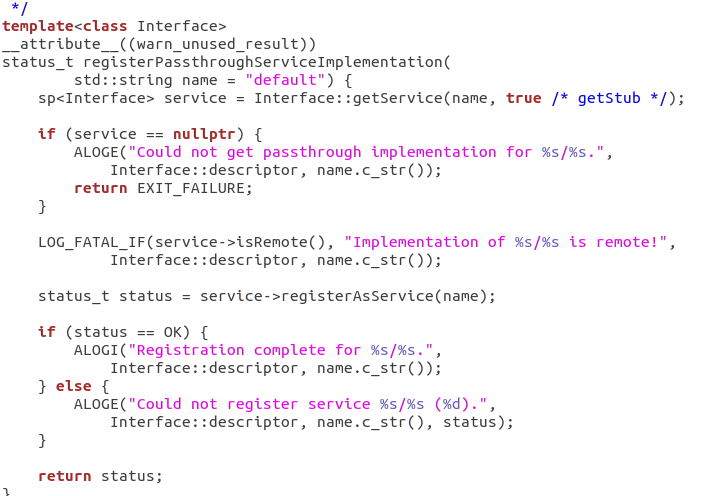 */
template<class Interface>
__attribute__((warn_unused_result))
status_t registerPassthroughServiceImplementation(
        std::string name = "default") {
    sp<Interface> service = Interface::getService(name, true /* getStub */);

    if (service == nullptr) {
        ALOGE("Could not get passthrough implementation for %s/%s.",
            Interface::descriptor, name.c_str());
        return EXIT_FAILURE;
    }

    LOG_FATAL_IF(service->isRemote(), "Implementation of %s/%s is remote!",
            Interface::descriptor, name.c_str());

    status_t status = service->registerAsService(name);

    if (status == OK) {
        ALOGI("Registration complete for %s/%s.",
            Interface::descriptor, name.c_str());
    } else {
        ALOGE("Could not register service %s/%s (%d).",
            Interface::descriptor, name.c_str(), status);
    }

    return status;
}